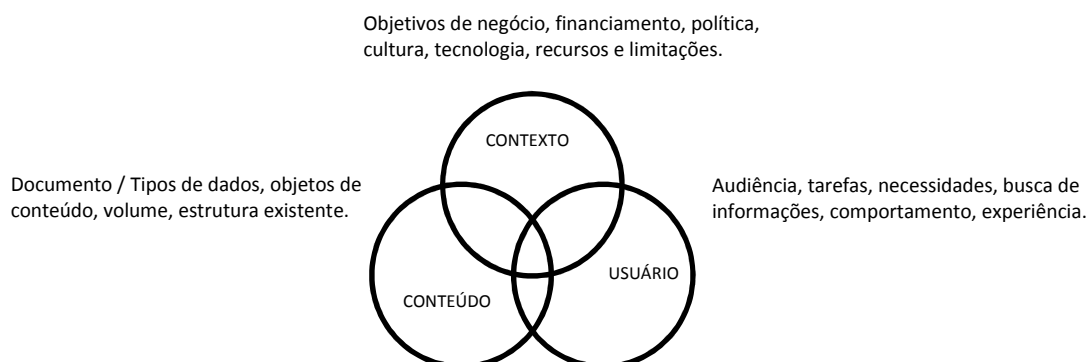 Objetivos de negócio, financiamento, política,
cultura, tecnologia, recursos e limitações.
CONTEXTO
Documento / Tipos de dados, objetos de
conteúdo, volume, estrutura existente.
Audiência, tarefas, necessidades, busca de
informações, comportamento, experiência.
USUÁRIO
CONTEÚDO